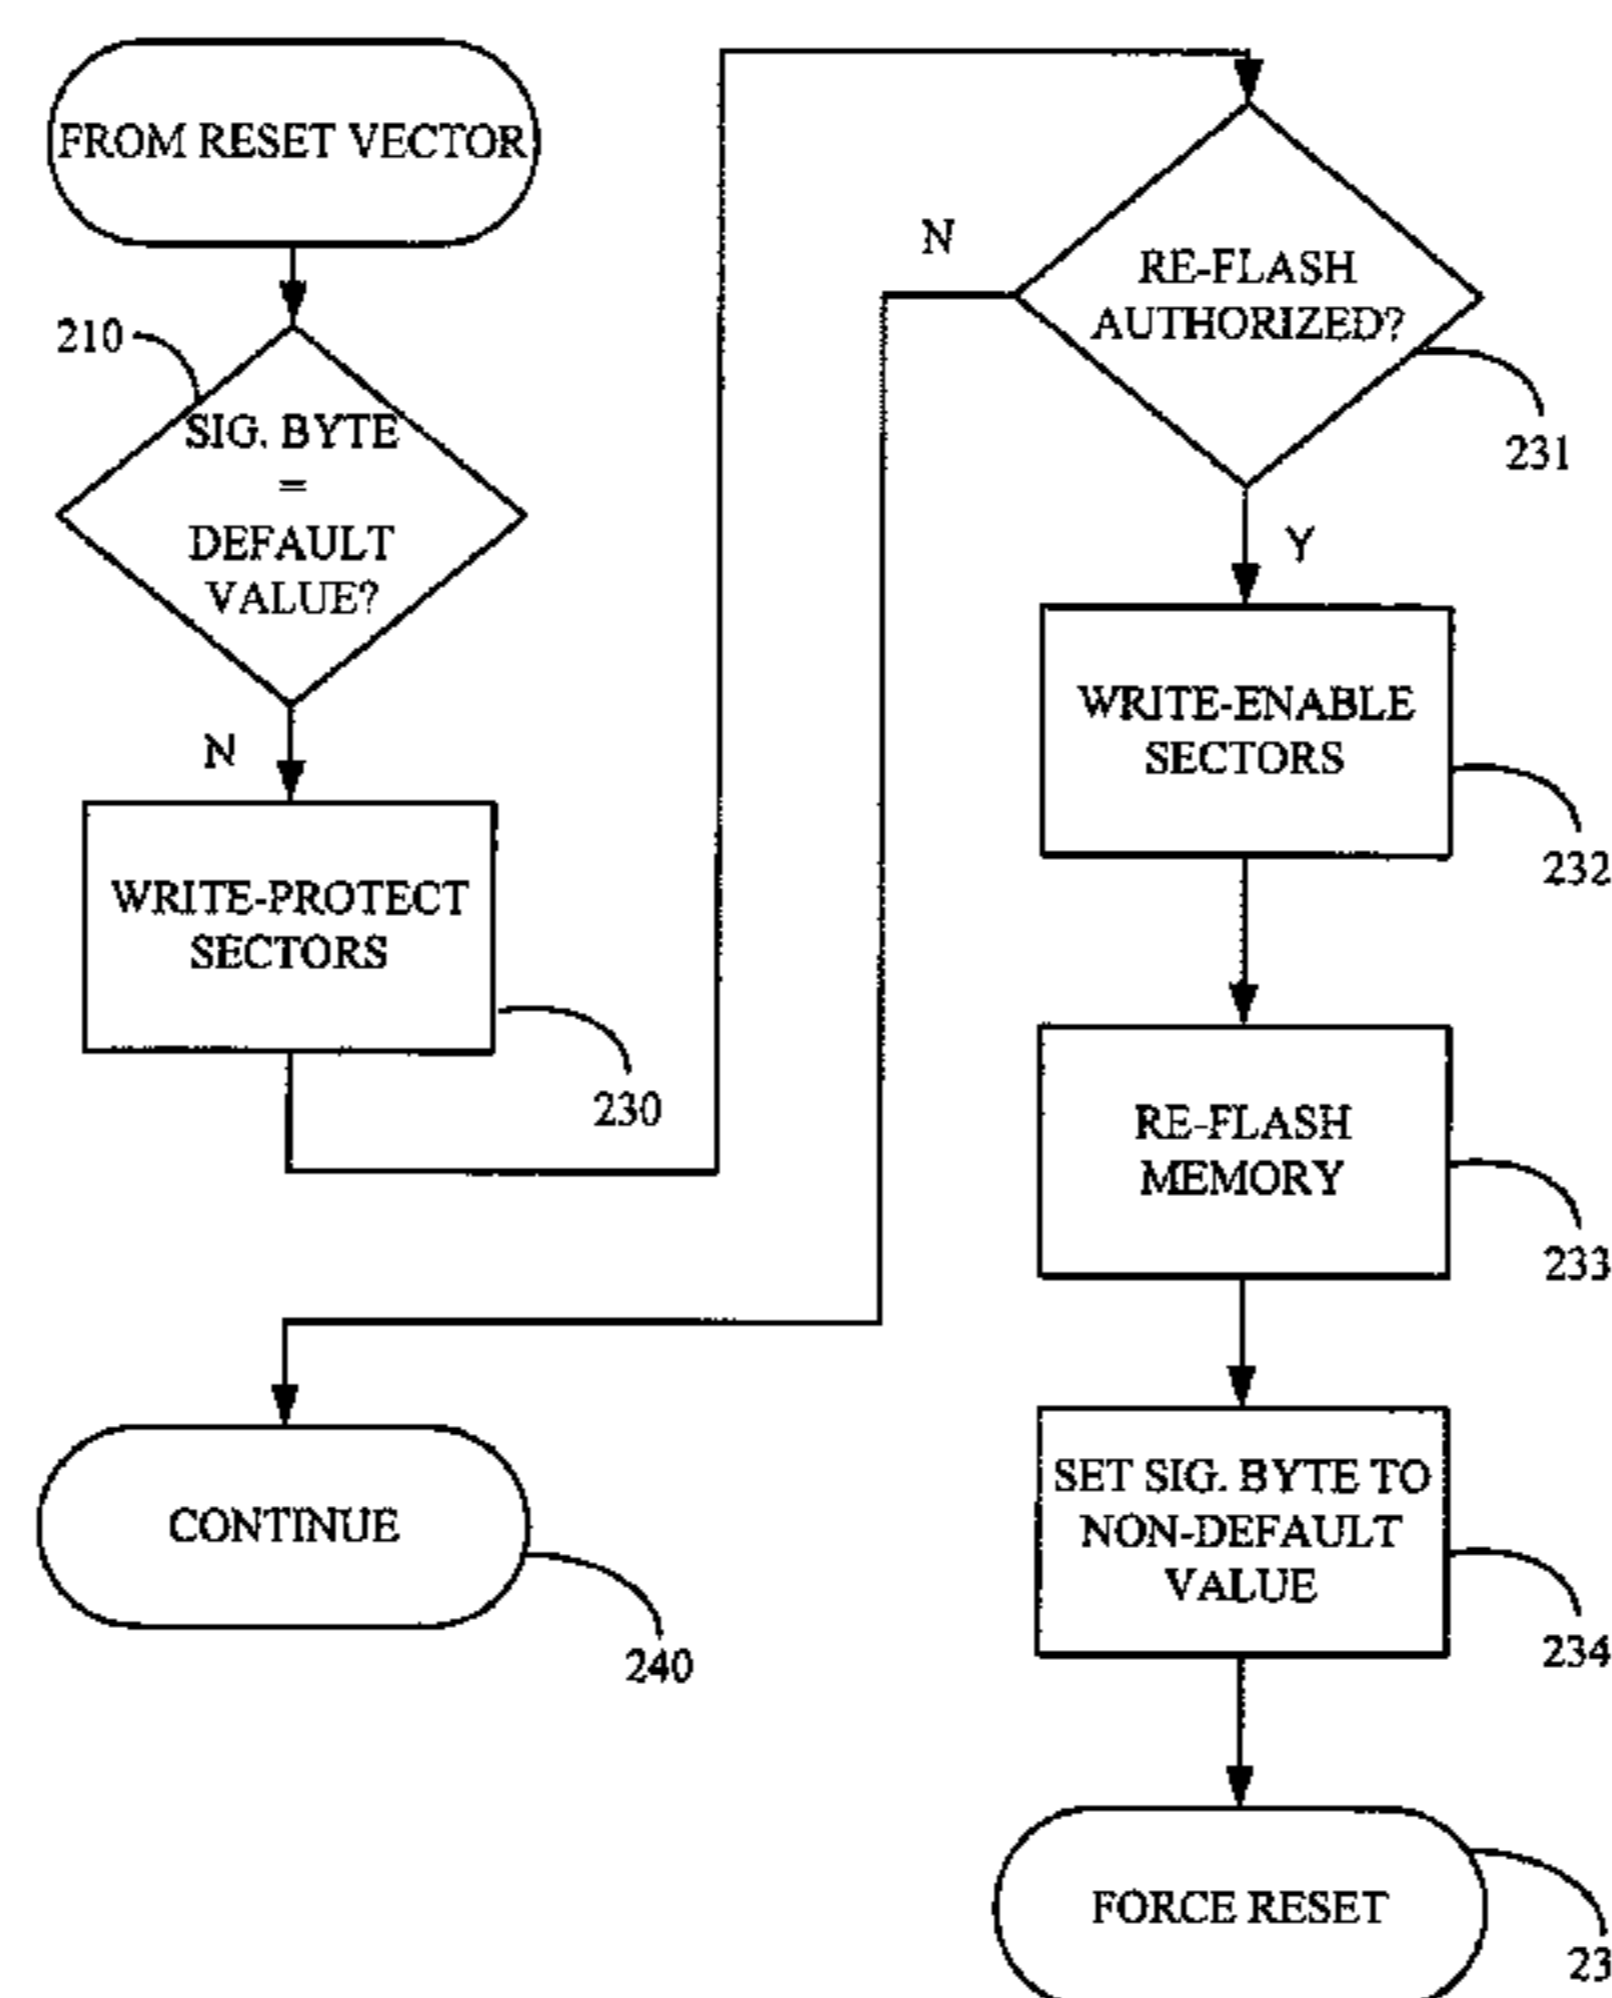 FROM RESET VECTOR
210
SIG. BYTE
=
DEFAULT
VALUE?
N
WRITE-PROTECT
SECTORS
230
CONTINUE
240
N
RE-FLASH
AUTHORIZED?
231
Y
WRITE-ENABLE
SECTORS
232
RE-FLASH
MEMORY
233
SET SIG. BYTE TO
NON-DEFAULT
VALUE
234
FORCE RESET
23